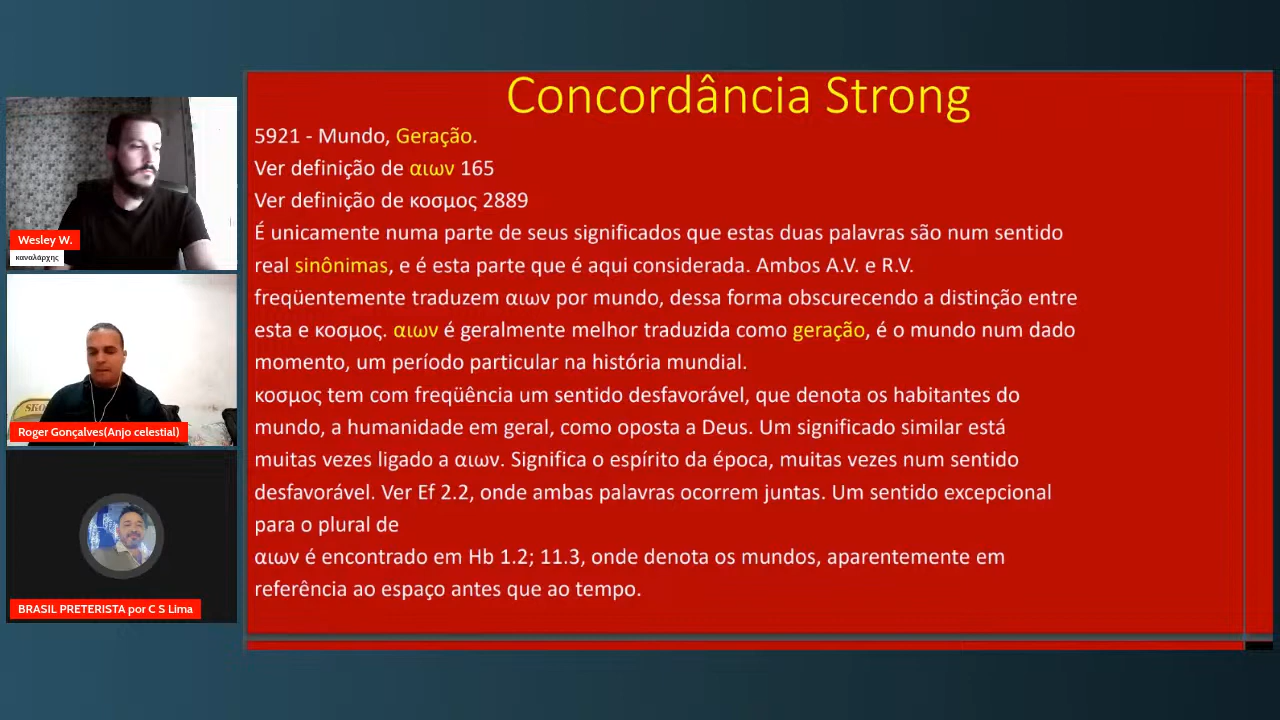 Concordância Strong
5921 - Mundo, Geração.
Ver definição de αιων 165
Ver definição de κοσμος 2889
É unicamente numa parte de seus significados que estas duas palavras são num sentido
real sinônimas, e é esta parte que é aqui considerada. Ambos A.V. e R.V.
freqüentemente traduzem αιων por mundo, dessa forma obscurecendo a distinção entre
esta e κοσμος. αιων é geralmente melhor traduzida como geração, é o mundo num dado
momento, um período particular na história mundial.
κοσμος tem com freqüência um sentido desfavorável, que denota os habitantes do
mundo, a humanidade em geral, como oposta a Deus. Um significado similar está
muitas vezes ligado a αιων. Significa o espírito da época, muitas vezes num sentido
desfavorável. Ver Ef 2.2, onde ambas palavras ocorrem juntas. Um sentido excepcional
para o plural de
αιων é encontrado em Hb 1.2; 11.3, onde denota os mundos, aparentemente em
referência ao espaço antes que ao tempo.
Wesley W.
καναλάρχης
SKO
Roger Gonçalves(Anjo celestial)
BRASIL PRETERISTA por C S Lima